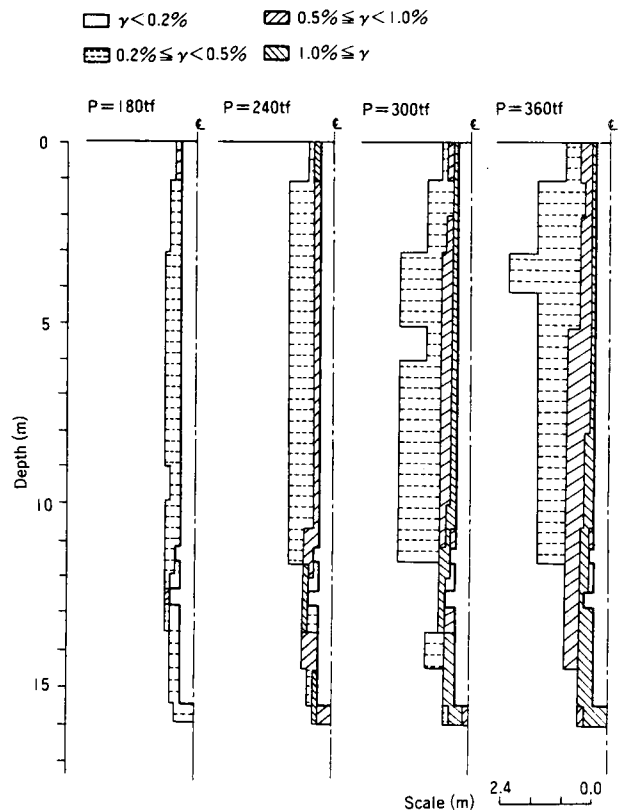 γ<0.2%
0.5%≦γ<1.0%
0.2%≦γ<0.5%
1.0%≦γ
P=180tf
P=240tf
P=300tf
P=360tf
℄ ℄ ℄ ℄
0
5
10
15
Depth (m)
2.4 0.0
Scale (m)